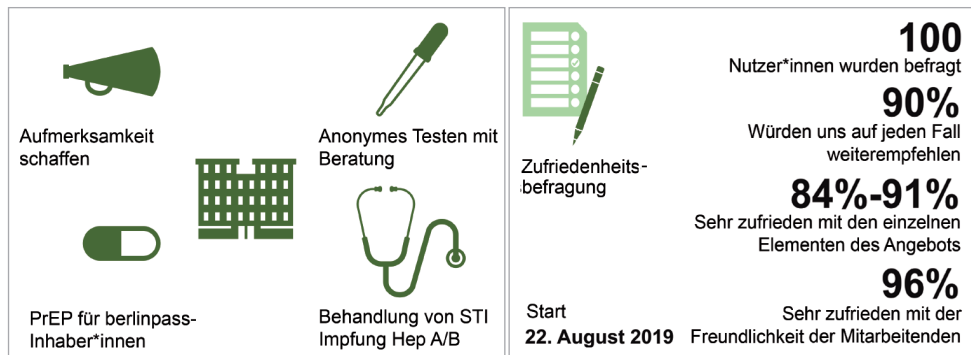 Aufmerksamkeit
schaffen
Anonymes Testen mit
Beratung
PrEP für berlinpass-
Inhaber*innen
Behandlung von STI
Impfung Hep A/B
Zufriedenheits-
befragung
Start
22. August 2019
100
Nutzer*innen wurden befragt
90%
Würden uns auf jeden Fall
weiterempfehlen
84%-91%
Sehr zufrieden mit den einzelnen
Elementen des Angebots
96%
Sehr zufrieden mit der
Freundlichkeit der Mitarbeitenden